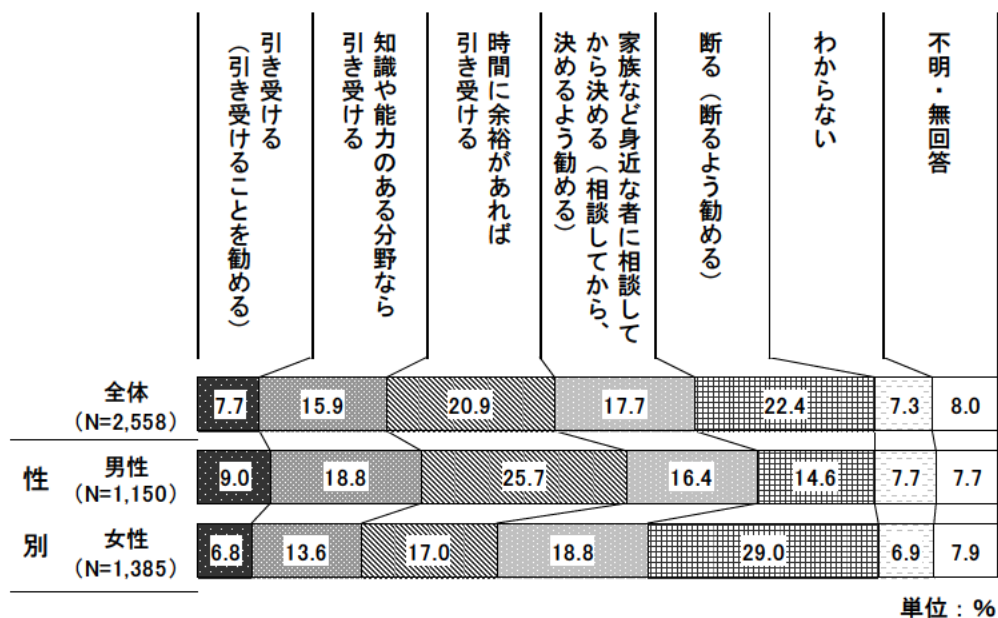 引き受ける
（引き受けることを勧める）
知識や能力のある分野なら
引き受ける
時間に余裕があれば
引き受ける
家族など身近な者に相談して
から決める（相談してから、
決めるよう勧める）
断る（断るよう勧める）
わからない
不明・無回答
全体
（N=2,558）
7.7 15.9 20.9 17.7 22.4 7.3 8.0
性別
男性
（N=1,150）
9.0 18.8 25.7 16.4 14.6 7.7 7.7
女性
（N=1,385）
6.8 13.6 17.0 18.8 29.0 6.9 7.9
単位：%